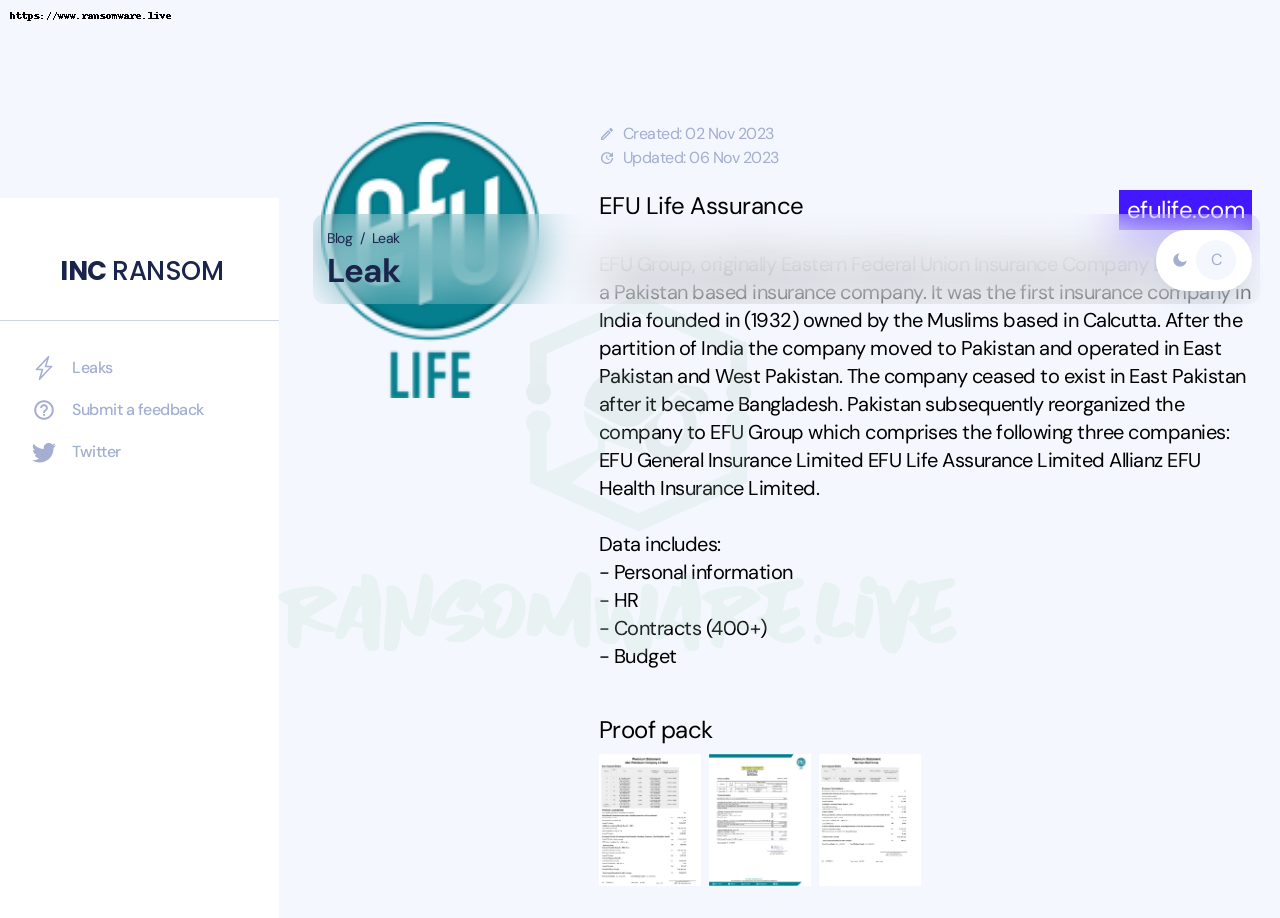 https://www.ransomware.live
efu
LIFE
Created: 02 Nov 2023
Updated: 06 Nov 2023
EFU Life Assurance
efulife.com
Blog / Leak
Leak
C
INC RANSOM
Leaks
Submit a feedback
Twitter
EFU Group, originally Eastern Federal Union Insurance Company
a Pakistan based insurance company. It was the first insurance company in
India founded in (1932) owned by the Muslims based in Calcutta. After the
partition of India the company moved to Pakistan and operated in East
Pakistan and West Pakistan. The company ceased to exist in East Pakistan
after it became Bangladesh. Pakistan subsequently reorganized the
company to EFU Group which comprises the following three companies:
EFU General Insurance Limited EFU Life Assurance Limited Allianz EFU
Health Insurance Limited.
Data includes:
- Personal information
- HR
- Contracts (400+)
- Budget
RANSOMWARE.LIVE
Proof pack